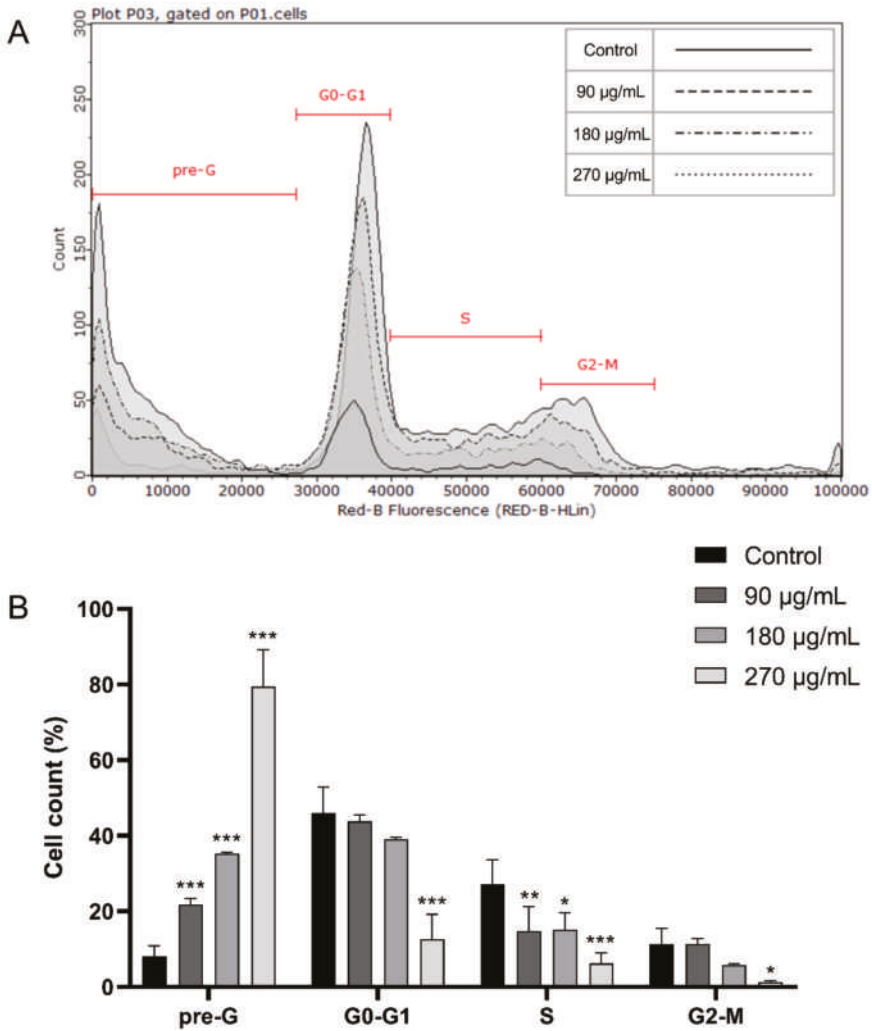 A
Plot P03, gated on P01.cells
Control
90 µg/mL
180 µg/mL
270 µg/mL
pre-G
G0-G1
S
G2-M
Count
300
250
200
150
100
50
0
0 10000 20000 30000 40000 50000 60000 70000 80000 90000 100000
Red-B Fluorescence (RED-B-HLin)
B
Control
90 µg/mL
180 µg/mL
270 µg/mL
Cell count (%)
100
80
60
40
20
0
*** *** ***
***
** * ***
*
pre-G G0-G1 S G2-M